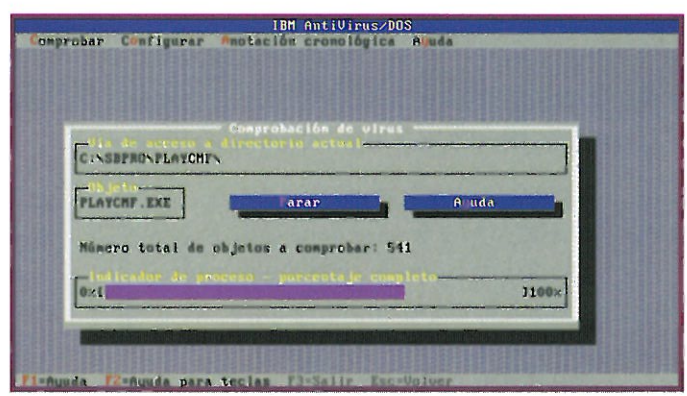 IBM AntiVirus/DOS
Comprobar Configurar Anotación cronológica Ayuda
Comprobación de virus
Vía de acceso a directorio actual
C:\SBPRO\PLAYCMF\
Objeto
PLAYCMF.EXE
Parar Ayuda
Número total de objetos a comprobar: 541
Indicador de proceso - porcentaje completo
0%[ ]100%
F1=Ayuda F2=Ayuda para teclas F3=Salir Esc=Volver